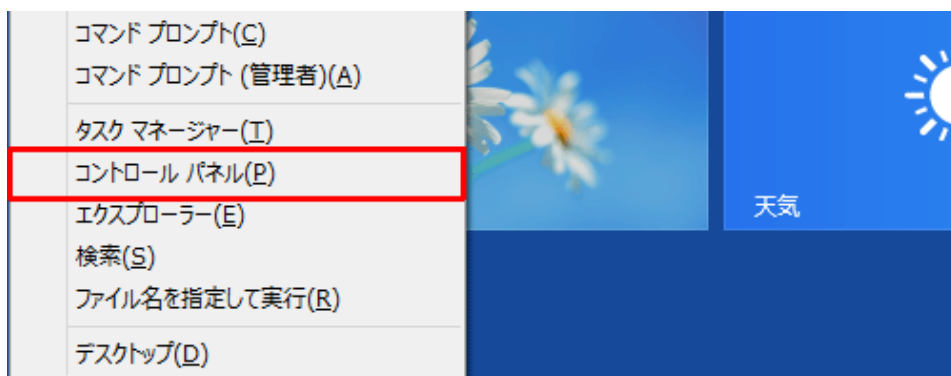 コマンド プロンプト(C)
コマンド プロンプト (管理者)(A)
タスク マネージャー(T)
コントロール パネル(P)
エクスプローラー(E)
検索(S)
ファイル名を指定して実行(R)
デスクトップ(D)
天気